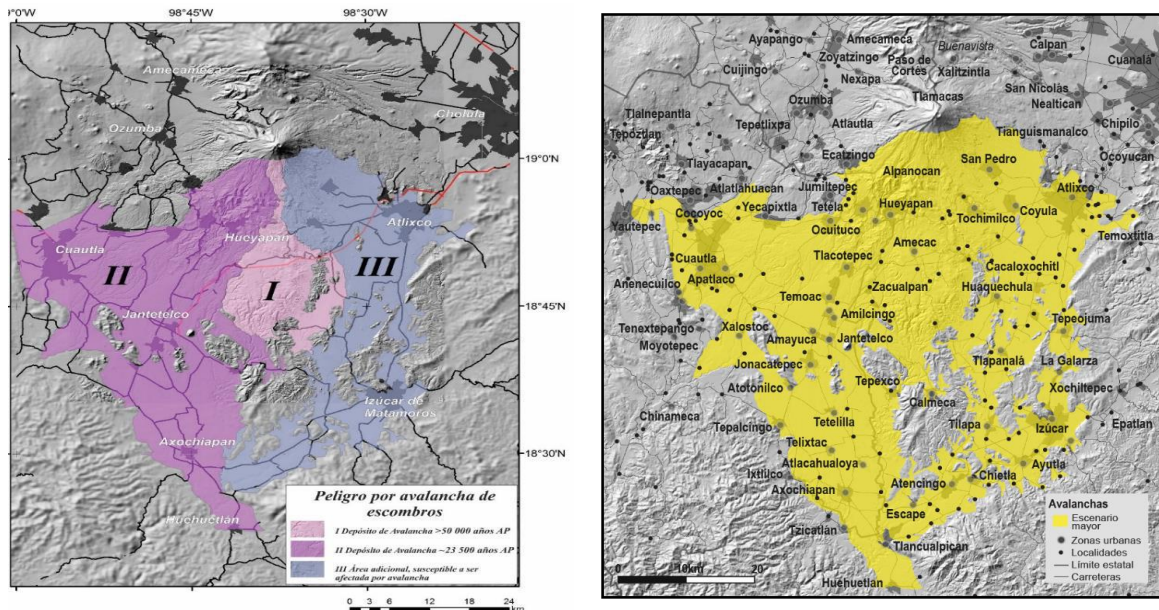 9°0'O 98°45'O 98°30'O
Amecameca
Cholula
Ozumba
19°0'N
Atlixco
Hueyapan
Cuautla
II
III
I
18°45'N
Jantetelco
Izúcar de
Matamoros
Axochiapan
18°30'N
Huehuetlán
Peligro por avalancha de
escombros
I Depósito de Avalancha >50 000 años AP
II Depósito de Avalancha ~23 500 años AP
III Área adicional, susceptible a ser
afectada por avalancha
0 3 6 12 18 24
km
Ayapango
Amecameca
Buenavista
Calpan
Zoyatzingo
Paso de
Cortés
Cuanalá
Cuijingo
Nexapa
Xalitzintla
San Nicolás
Nealtican
Tlamacas
Ozumba
Tlalnepantla
Tepoztlan
Tepetlixpa
Atlautla
Chipilo
Tianguismanalco
Tlayacapan
Ecatzingo
San Pedro
Ocoyucan
Alpanocan
Oaxtepec
Atlatlahuacan
Jumiltepec
Atlixco
Yecapixtla
Tetela
Hueyapan
Cocoyoc
Tochimilco
Coyula
Yautepec
Ocuituco
Temoxtitla
Amecac
Cuautla
Tlacotepec
Cacaloxochitl
Anenecuilco
Apatlaco
Zacualpan
Huaquechula
Temoac
Amilcingo
Tepeojuma
Tenextepango
Xalostoc
Moyotepec
Amayuca
Jantetelco
Tlapanalá
La Galarza
Jonacatepec
Tepexco
Xochiltepec
Atotonilco
Calmeca
Chinameca
Tepalcingo
Tetelilla
Tilapa
Izúcar
Epatlan
Telixtac
Atlacahualoya
Ayutla
Ixtlilco
Chietla
Atencingo
Axochiapan
Escape
Tzicatlán
Tlancualpican
Huehuetlan
0 10km 20
Avalanchas
Escenario
mayor
Zonas urbanas
Localidades
Límite estatal
Carreteras